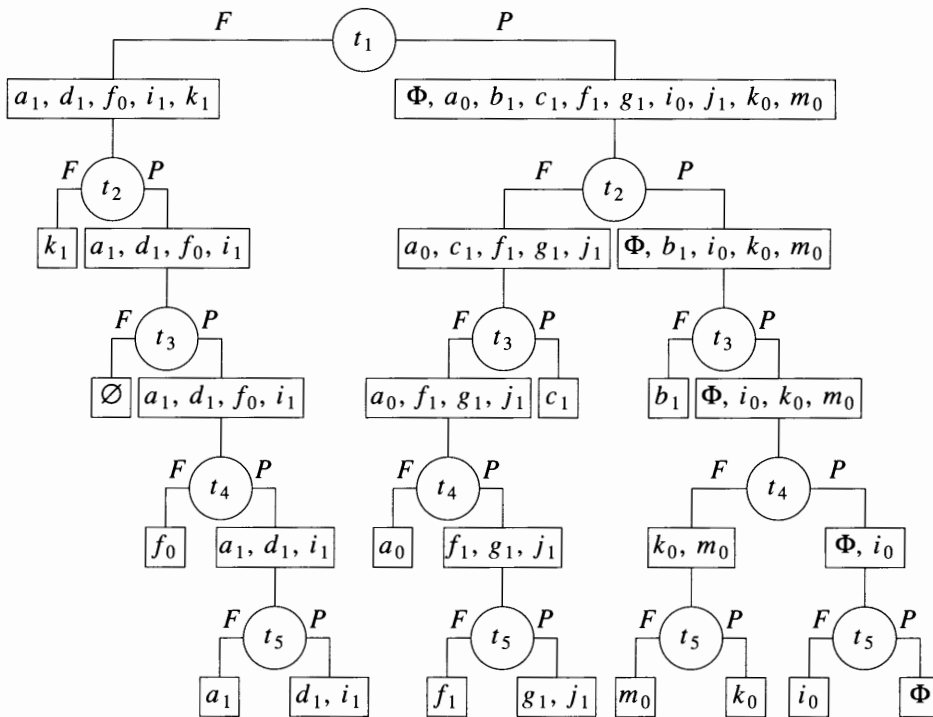 F t₁ P
a₁, d₁, f₀, i₁, k₁ Φ, a₀, b₁, c₁, f₁, g₁, i₀, j₁, k₀, m₀
F t₂ P F t₂ P
k₁ a₁, d₁, f₀, i₁ a₀, c₁, f₁, g₁, j₁ Φ, b₁, i₀, k₀, m₀
F t₃ P F t₃ P F t₃ P
∅ a₁, d₁, f₀, i₁ a₀, f₁, g₁, j₁ c₁ b₁ Φ, i₀, k₀, m₀
F t₄ P F t₄ P F t₄ P
f₀ a₁, d₁, i₁ a₀ f₁, g₁, j₁ k₀, m₀ Φ, i₀
F t₅ P F t₅ P F t₅ P F t₅ P
a₁ d₁, i₁ f₁ g₁, j₁ m₀ k₀ i₀ Φ